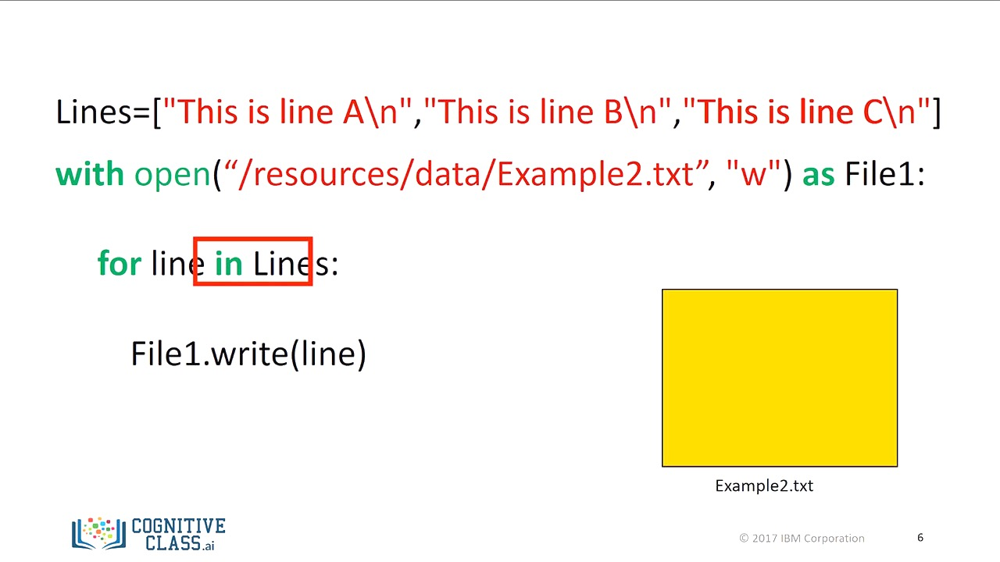 Lines=["This is line A\n","This is line B\n","This is line C\n"]
with open(“/resources/data/Example2.txt”, "w") as File1:
for line in Lines:
File1.write(line)
Example2.txt
COGNITIVE
CLASS.ai
© 2017 IBM Corporation
6